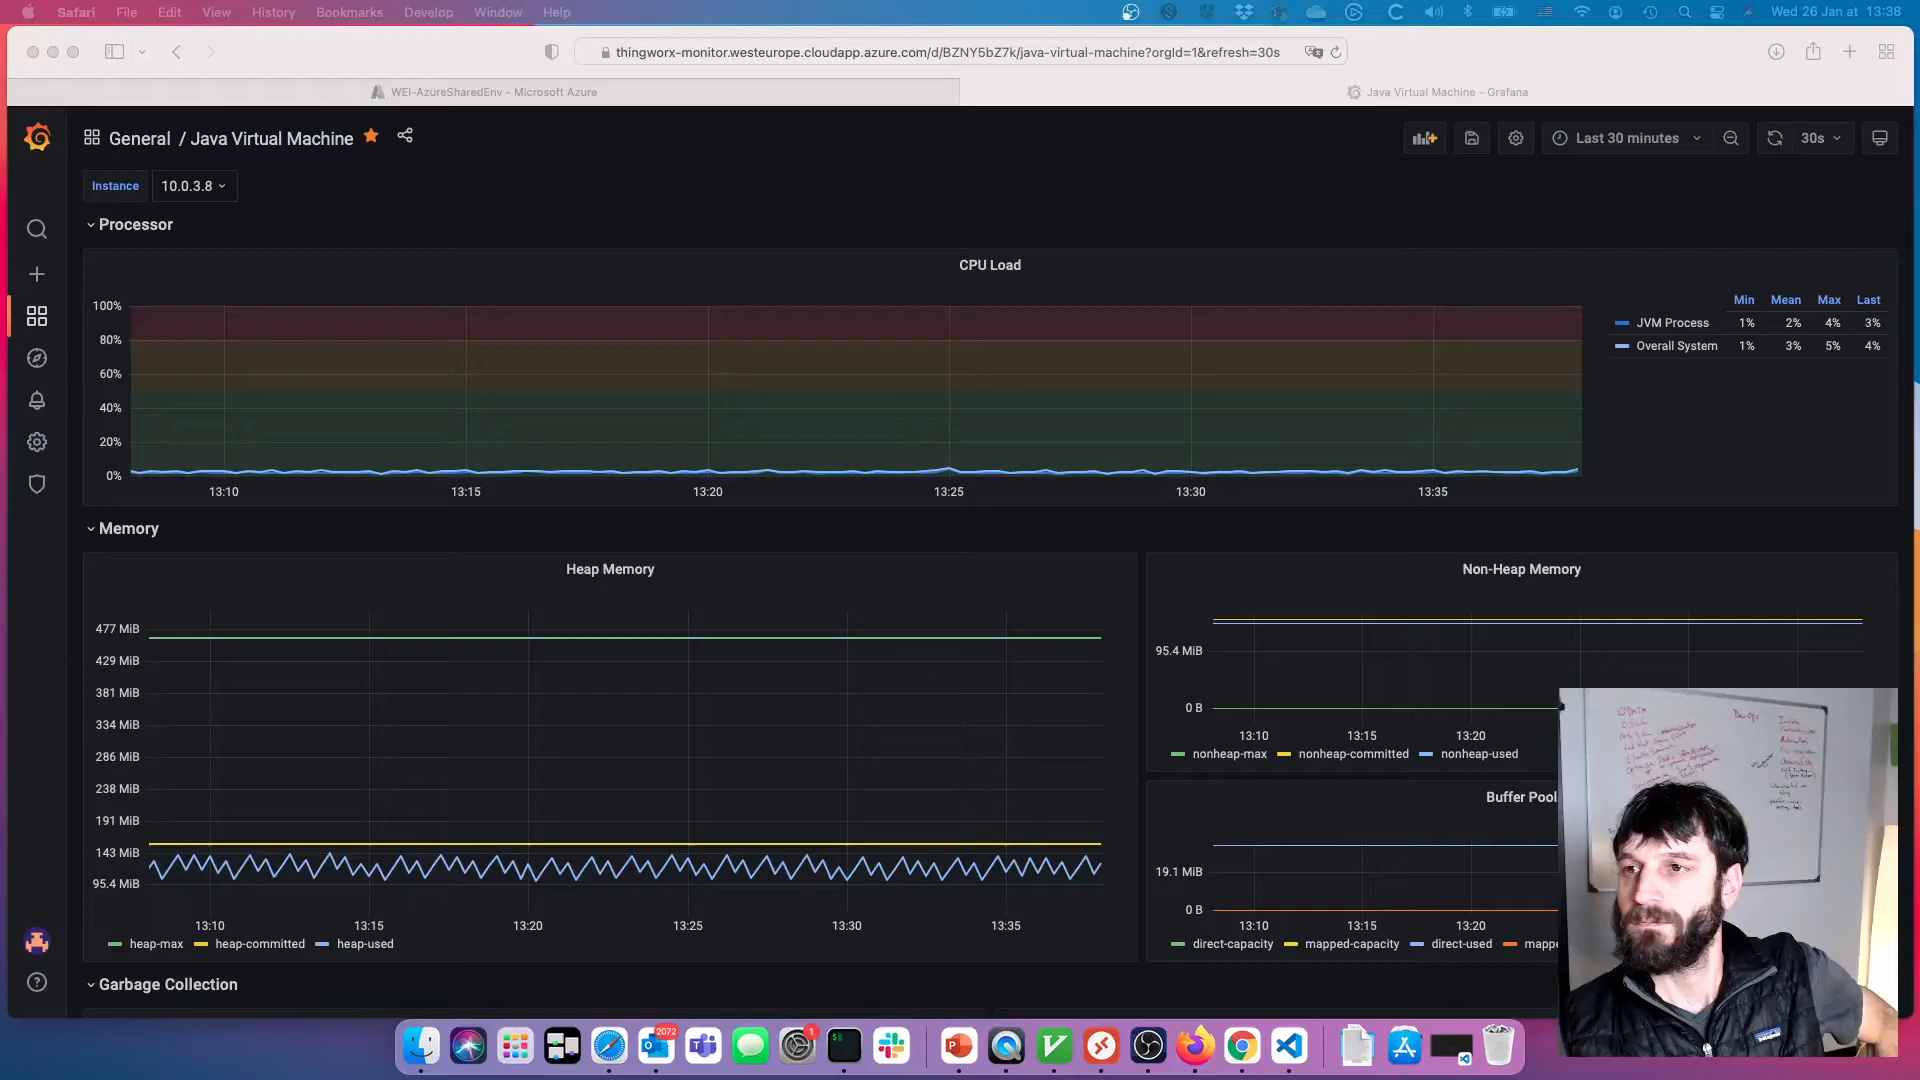 Safari File Edit View History Bookmarks Develop Window Help
Wed 26 Jan at 13:38
thingworx-monitor.westeurope.cloudapp.azure.com/d/BZNY5bZ7k/java-virtual-machine?orgId=1&refresh=30s
WEI-AzureSharedEnv - Microsoft Azure
Java Virtual Machine - Grafana
General / Java Virtual Machine
Last 30 minutes
30s
Instance 10.0.3.8
Processor
CPU Load
100%
80%
60%
40%
20%
0%
13:10 13:15 13:20 13:25 13:30 13:35
Min Mean Max Last
JVM Process 1% 2% 4% 3%
Overall System 1% 3% 5% 4%
Memory
Heap Memory
477 MiB
429 MiB
381 MiB
334 MiB
286 MiB
238 MiB
191 MiB
143 MiB
95.4 MiB
13:10 13:15 13:20 13:25 13:30 13:35
heap-max heap-committed heap-used
Non-Heap Memory
95.4 MiB
0 B
13:10 13:15 13:20
nonheap-max nonheap-committed nonheap-used
Buffer Pool
19.1 MiB
0 B
13:10 13:15 13:20
direct-capacity mapped-capacity direct-used mappe
Garbage Collection
2072
1
DevOps